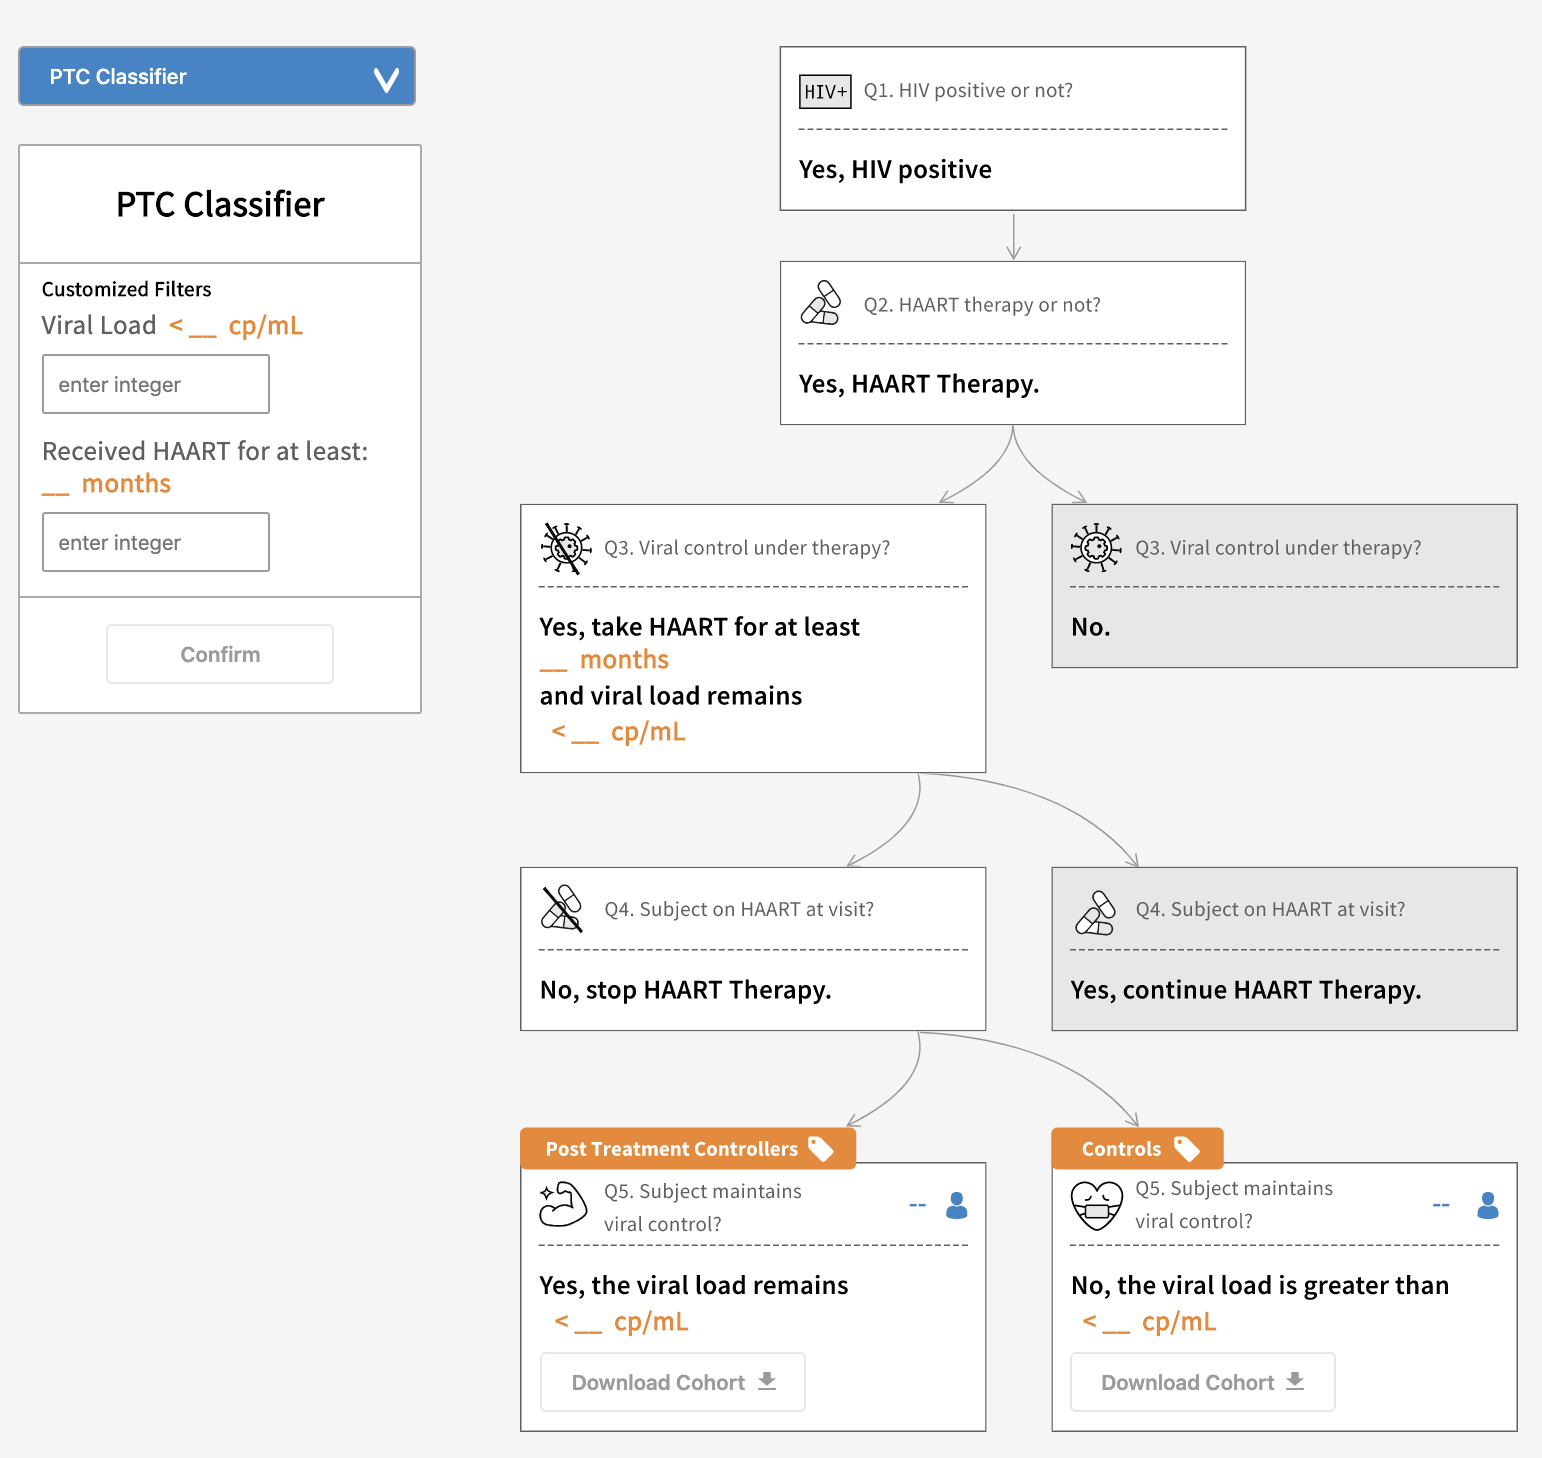 PTC Classifier
PTC Classifier
Customized Filters
Viral Load < __ cp/mL
enter integer
Received HAART for at least:
__ months
enter integer
Confirm
HIV+ Q1. HIV positive or not?
Yes, HIV positive
Q2. HAART therapy or not?
Yes, HAART Therapy.
Q3. Viral control under therapy?
Yes, take HAART for at least
__ months
and viral load remains
< __ cp/mL
Q3. Viral control under therapy?
No.
Q4. Subject on HAART at visit?
No, stop HAART Therapy.
Q4. Subject on HAART at visit?
Yes, continue HAART Therapy.
Post Treatment Controllers
Q5. Subject maintains
viral control?
--
Yes, the viral load remains
< __ cp/mL
Download Cohort
Controls
Q5. Subject maintains
viral control?
--
No, the viral load is greater than
< __ cp/mL
Download Cohort